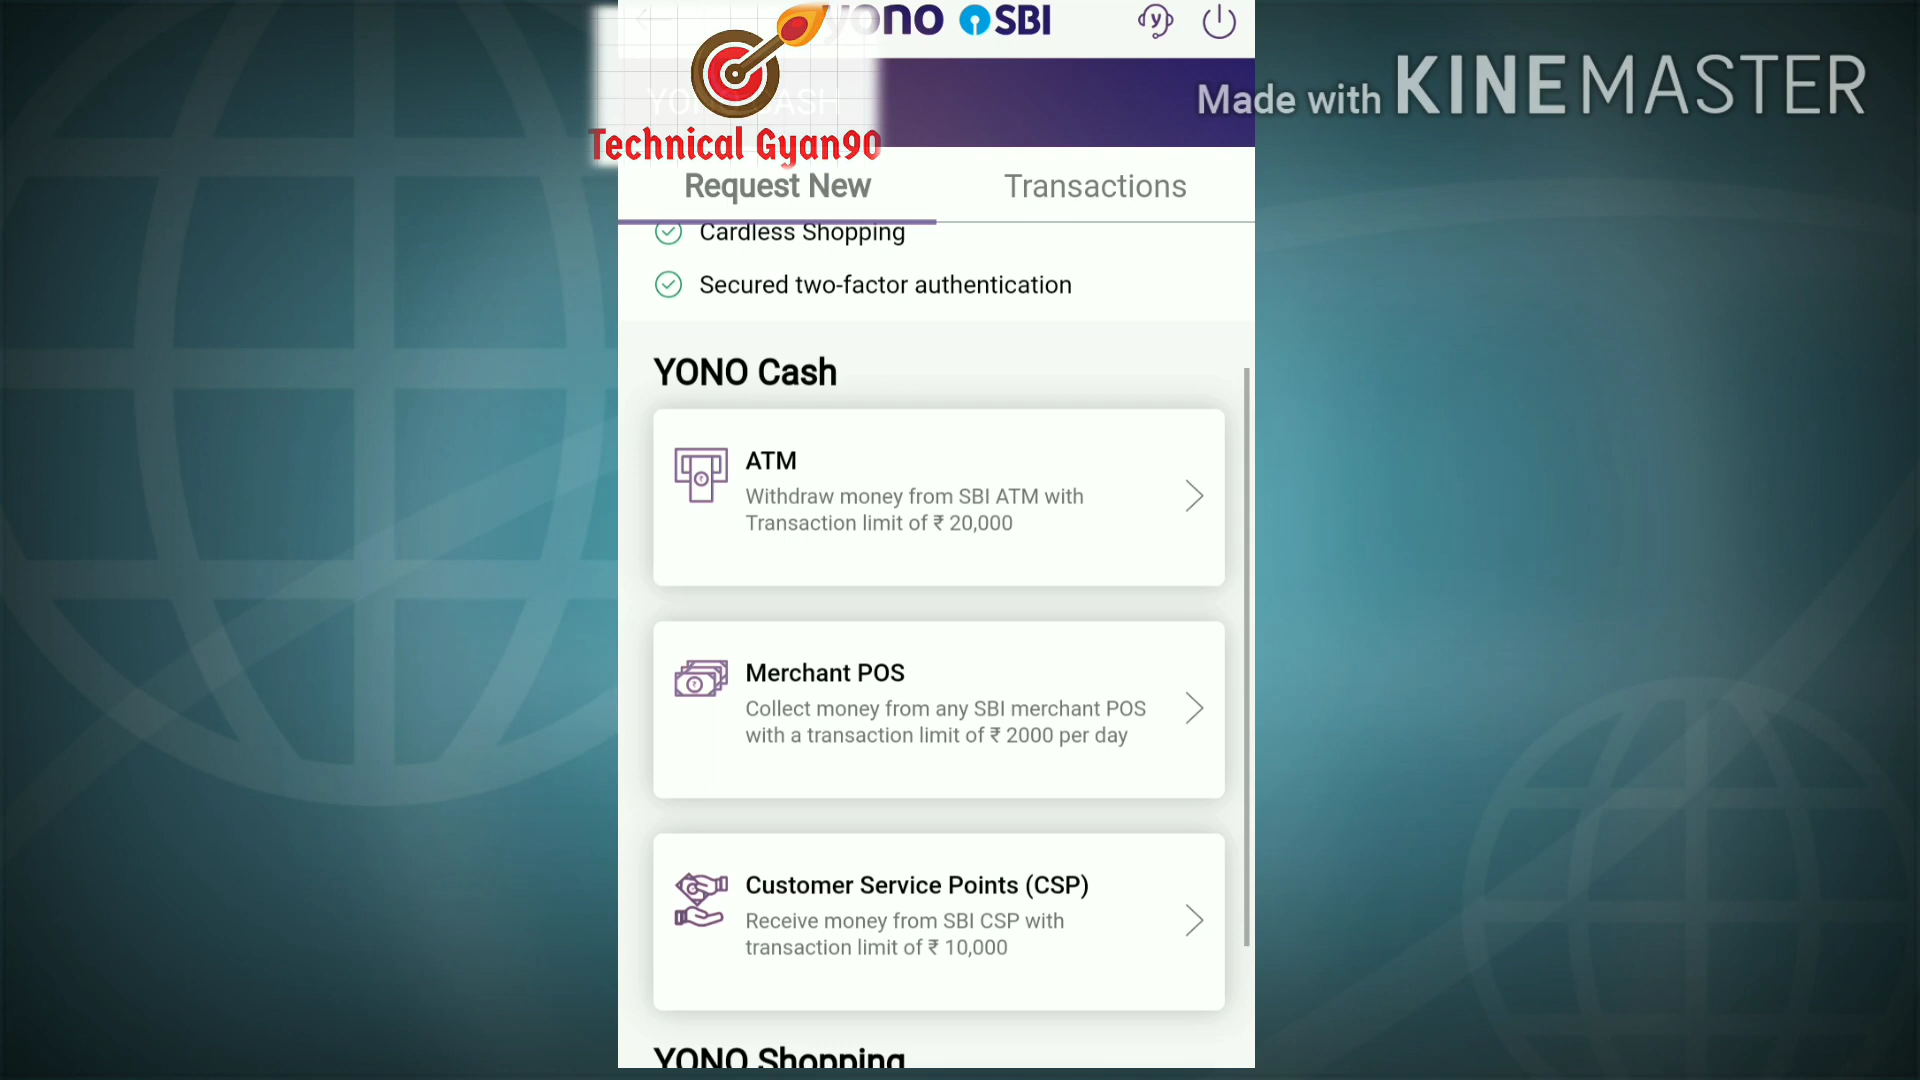 yono SBI
YONO CASH
Made with KINEMASTER
Technical Gyan90
Request New
Transactions
Cardless Shopping
Secured two-factor authentication
YONO Cash
ATM
Withdraw money from SBI ATM with
Transaction limit of ₹ 20,000
Merchant POS
Collect money from any SBI merchant POS
with a transaction limit of ₹ 2000 per day
Customer Service Points (CSP)
Receive money from SBI CSP with
transaction limit of ₹ 10,000
YONO Shopping